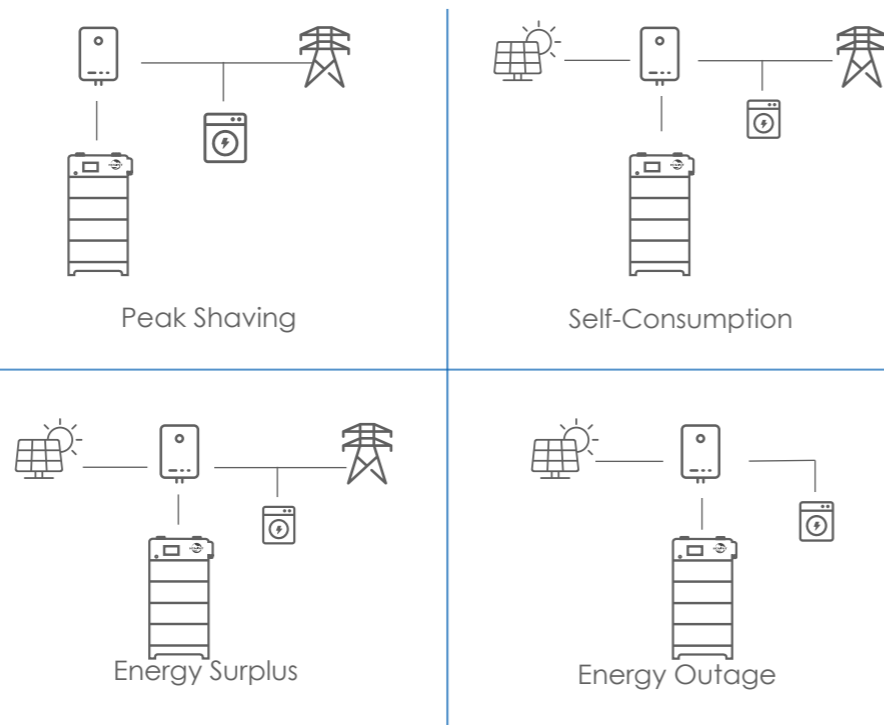 Peak Shaving
Self-Consumption
Energy Surplus
Energy Outage